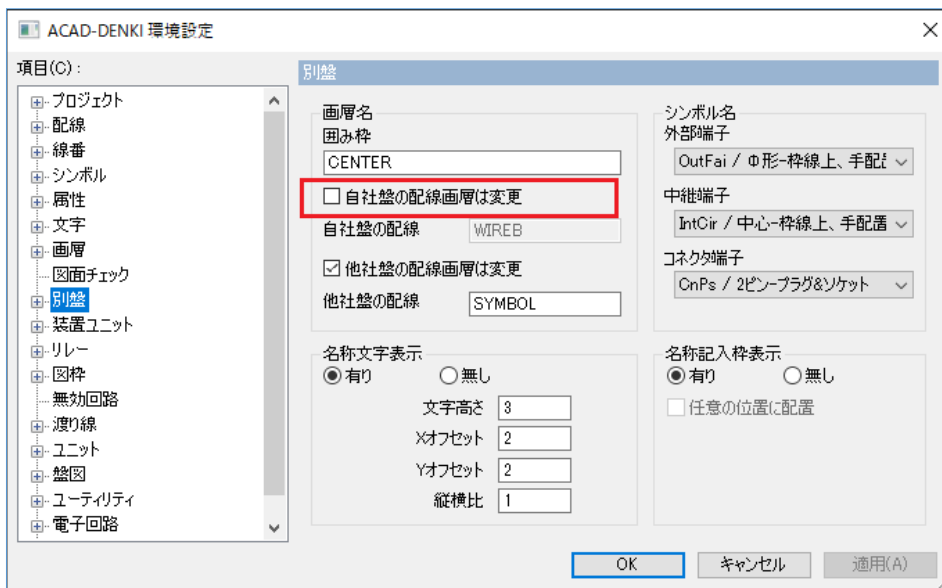 ACAD-DENKI 環境設定
項目(C) :
プロジェクト
配線
線番
シンボル
属性
文字
画層
図面チェック
別盤
装置ユニット
リレー
図枠
無効回路
渡り線
ユニット
盤図
ユーティリティ
電子回路
別盤
画層名
囲み枠
CENTER
自社盤の配線画層は変更
自社盤の配線 WIREB
他社盤の配線画層は変更
他社盤の配線 SYMBOL
シンボル名
外部端子
OutFai / Φ形-枠線上、手配
中継端子
IntCir / 中心-枠線上、手配置
コネクタ端子
CnPs / 2ピン-プラグ&ソケット
名称文字表示
有り 無し
文字高さ 3
Xオフセット 2
Yオフセット 2
縦横比 1
名称記入枠表示
有り 無し
任意の位置に配置
OK キャンセル 適用(A)